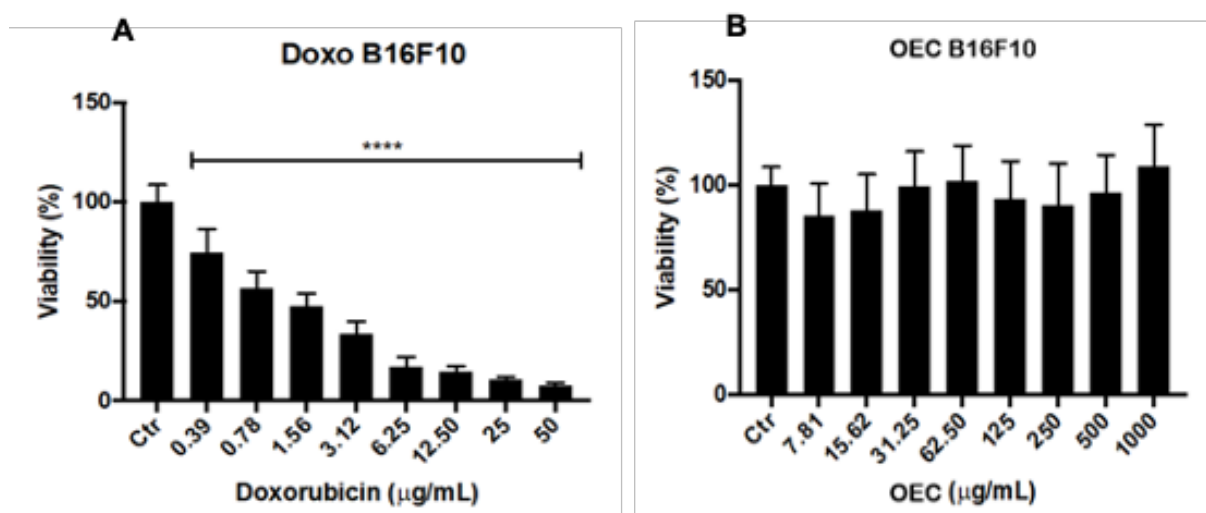 A
Doxo B16F10
****
150
100
50
0
Viability (%)
Ctr 0.39 0.78 1.56 3.12 6.25 12.50 25 50
Doxorubicin (μg/mL)
B
OEC B16F10
150
100
50
0
Viability (%)
Ctr 7.81 15.62 31.25 62.50 125 250 500 1000
OEC (μg/mL)